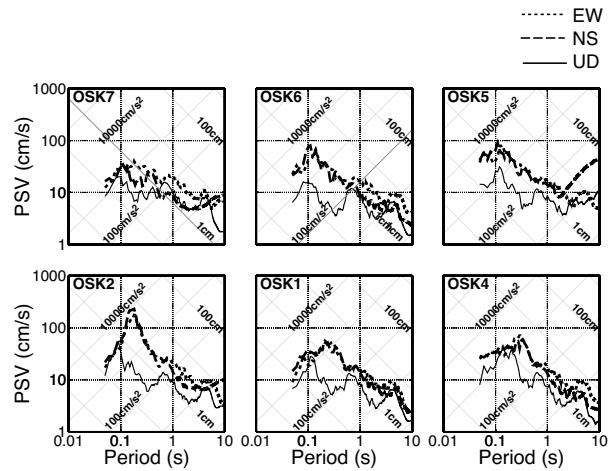 EW
NS
UD
OSK7
OSK6
OSK5
1000
100
10
1
PSV (cm/s)
10000cm/s²
100cm
100cm/s²
1cm
10000cm/s²
100cm
100cm/s²
1cm
10000cm/s²
100cm
100cm/s²
1cm
OSK2
OSK1
OSK4
1000
100
10
1
PSV (cm/s)
10000cm/s²
100cm
100cm/s²
1cm
10000cm/s²
100cm
100cm/s²
1cm
10000cm/s²
100cm
100cm/s²
1cm
0.01 0.1 1 10
0.01 0.1 1 10
0.01 0.1 1 10
Period (s)
Period (s)
Period (s)